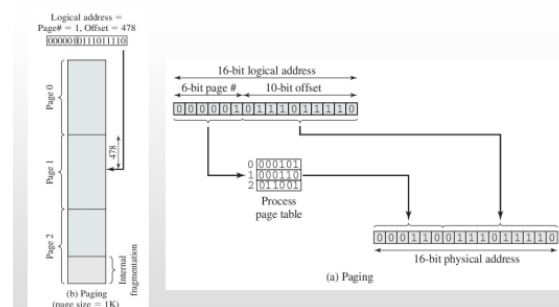 Logical address =
Page# = 1, Offset = 478
0000010111011110
Page 0
478
Page 1
Page 2
Internal
fragmentation
(b) Paging
(page size = 1K)
16-bit logical address
6-bit page # 10-bit offset
0000010111011110
0 000101
1 000110
2 011001
Process
page table
0001100111011110
16-bit physical address
(a) Paging